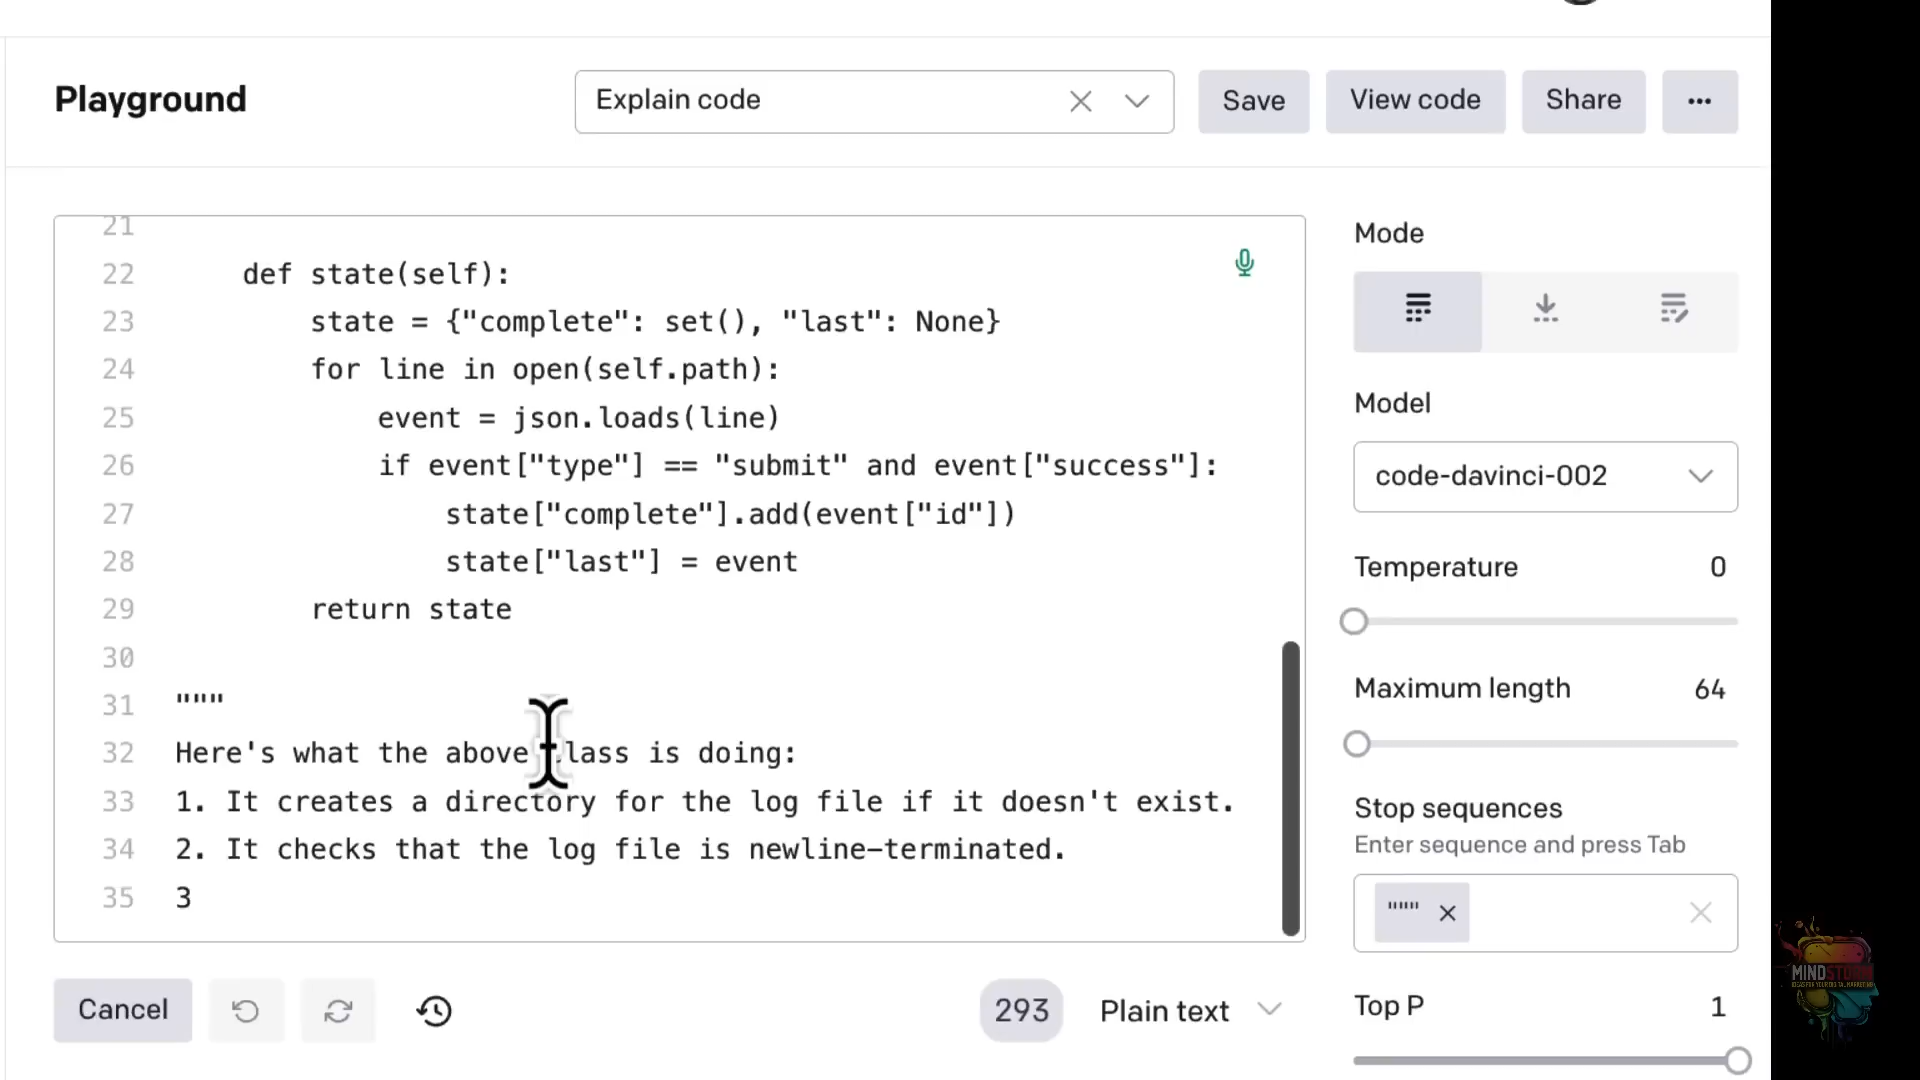 Playground
Explain code
Save
View code
Share
21
22 def state(self):
23 state = {"complete": set(), "last": None}
24 for line in open(self.path):
25 event = json.loads(line)
26 if event["type"] == "submit" and event["success"]:
27 state["complete"].add(event["id"])
28 state["last"] = event
29 return state
30
31 """
32 Here's what the above class is doing:
33 1. It creates a directory for the log file if it doesn't exist.
34 2. It checks that the log file is newline-terminated.
35 3
Cancel
293
Plain text
Mode
Model
code-davinci-002
Temperature 0
Maximum length 64
Stop sequences
Enter sequence and press Tab
"""
Top P 1
MINDSTORM